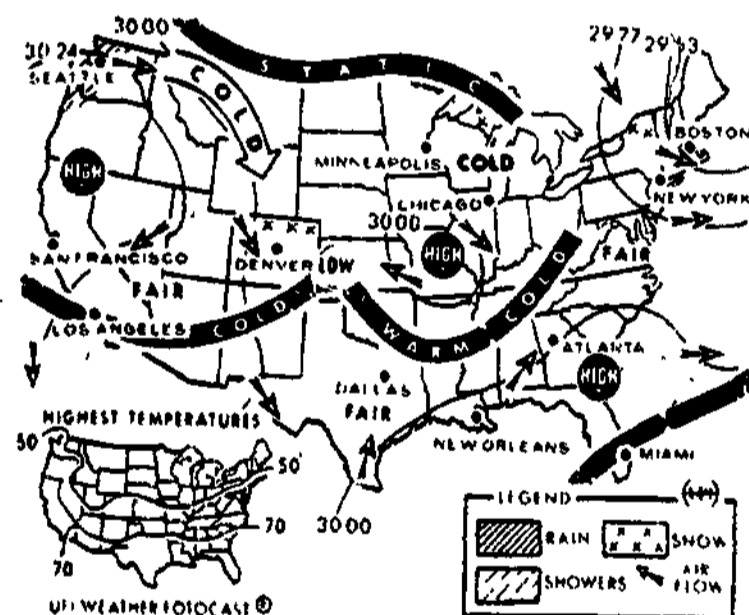 30 00
30 24
SEATTLE
COLD
STATIC
29 77
MINNEAPOLIS
COLD
BOSTON
NEW YORK
HIGH
CHICAGO
30 00
HIGH
SAN FRANCISCO
FAIR
DENVER
LOW
FAIR
LOS ANGELES
COLD
WARM
COLD
ATLANTA
HIGH
DALLAS
FAIR
NEW ORLEANS
MIAMI
HIGHEST TEMPERATURES
50
50
70
70
30 00
LEGEND
RAIN
SNOW
SHOWERS
AIR FLOW
UPI WEATHER FOTOCAST ®